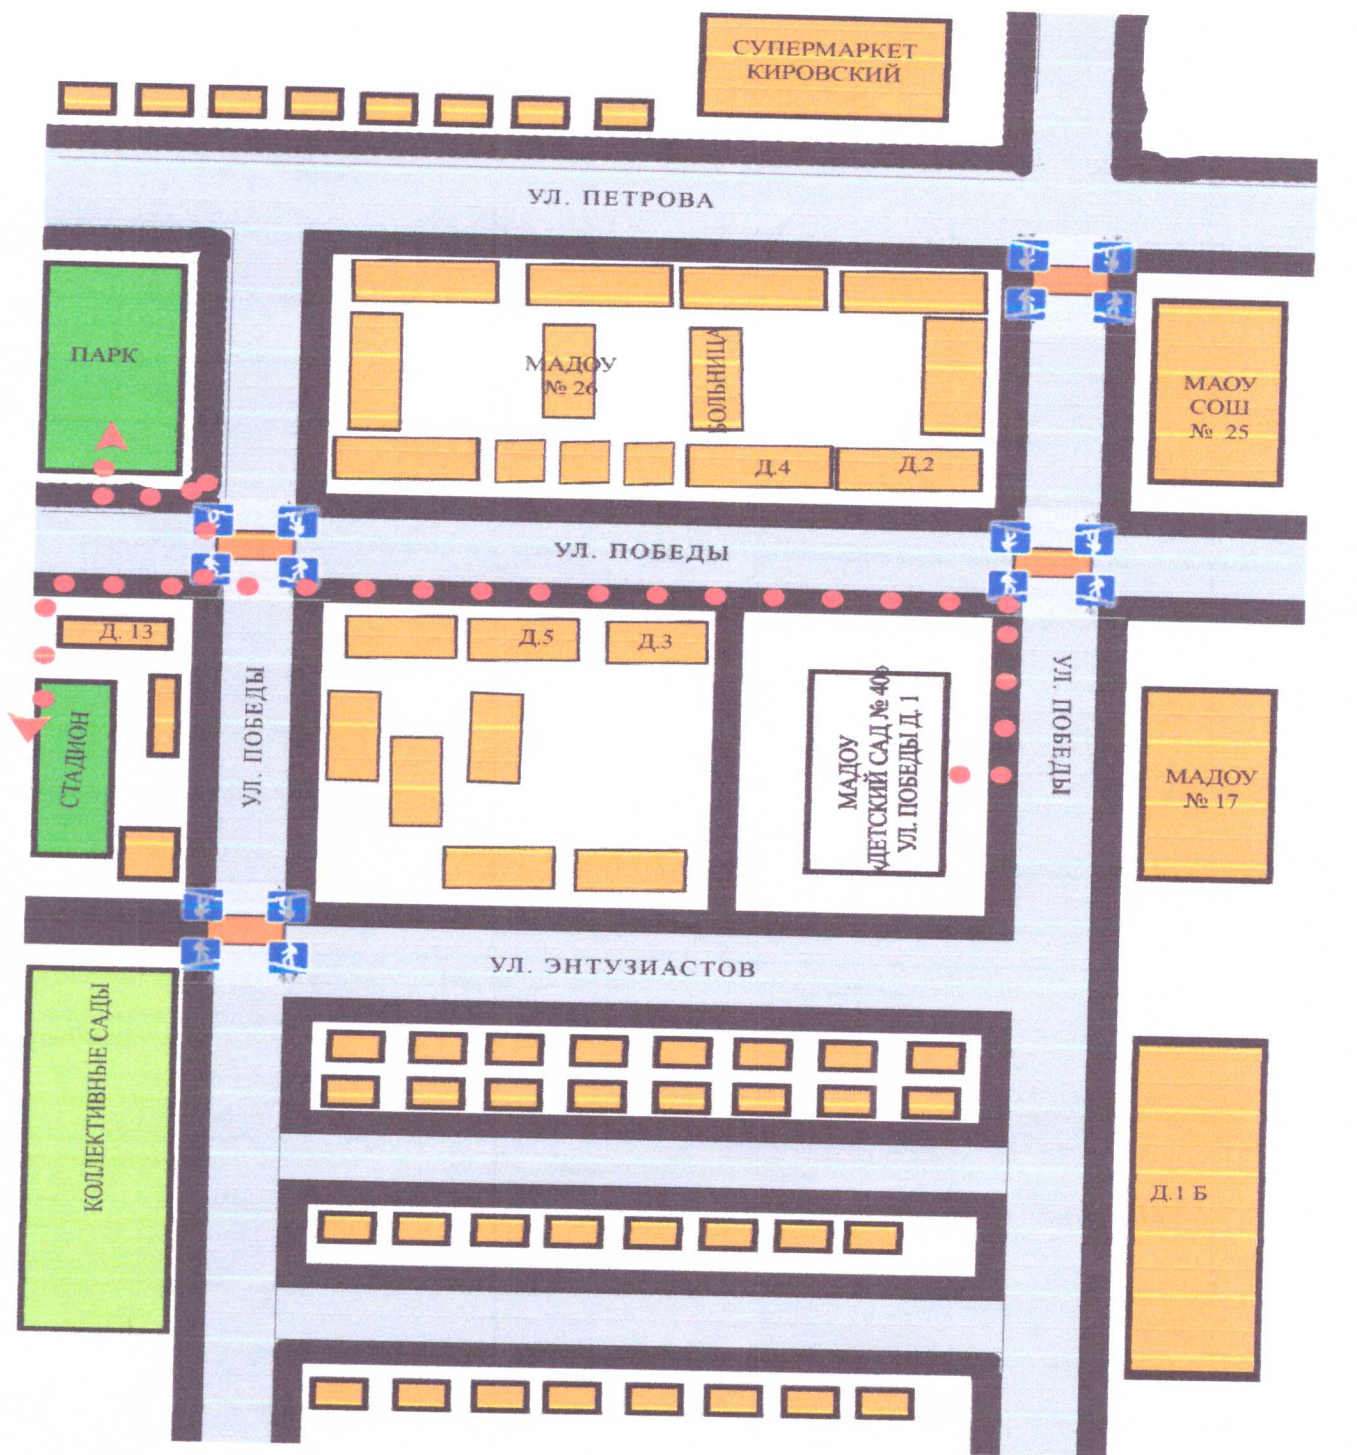 СУПЕРМАРКЕТ
КИРОВСКИЙ
УЛ. ПЕТРОВА
ПАРК
МАДОУ
№ 26
БОЛЬНИЦА
МАОУ
СОШ
№ 25
Д.4
Д.2
УЛ. ПОБЕДЫ
Д. 13
Д.5
Д.3
СТАДИОН
УЛ. ПОБЕДЫ
МАДОУ
«ДЕТСКИЙ САД № 40»
УЛ. ПОБЕДЫ Д. 1
УЛ. ПОБЕДЫ
МАДОУ
№ 17
УЛ. ЭНТУЗИАСТОВ
КОЛЛЕКТИВНЫЕ САДЫ
Д.1 Б